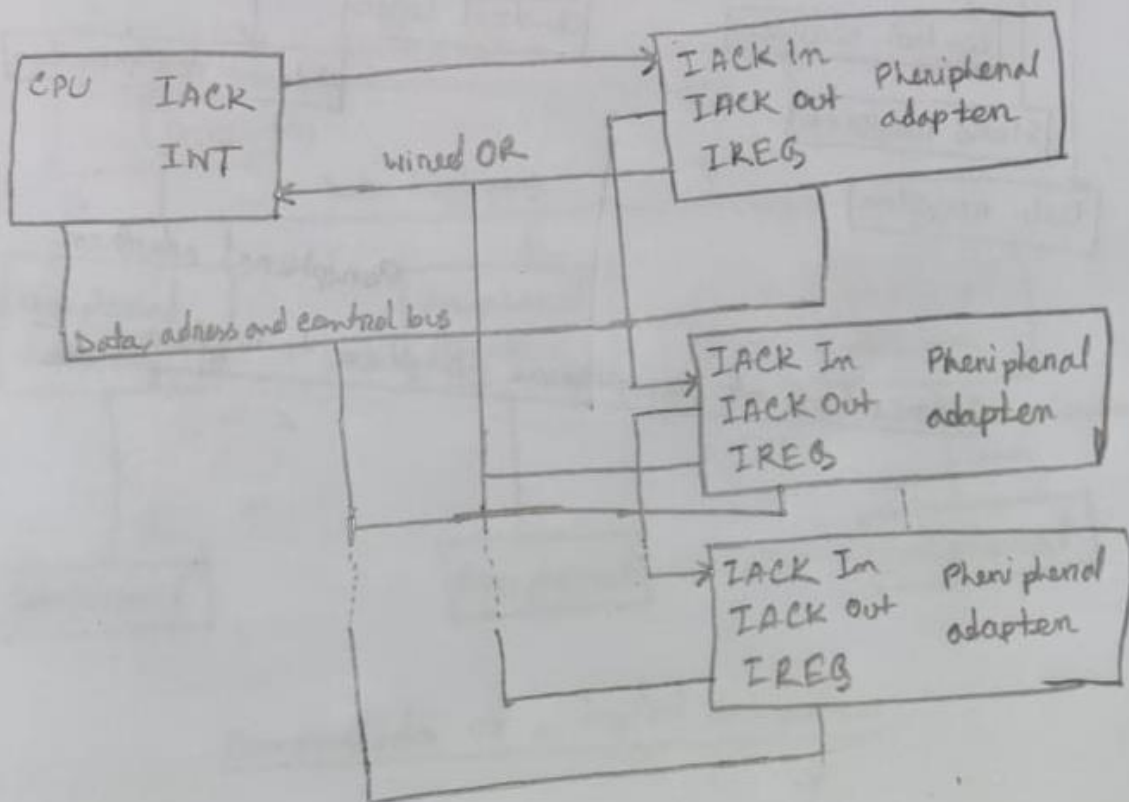 CPU IACK
INT
wired OR
IACK In
IACK Out
IREQ
Pheripheral
adapter
Data, adress and control bus
IACK In
IACK Out
IREQ
Pheripheral
adapter
IACK In
IACK Out
IREQ
Pheripheral
adapter